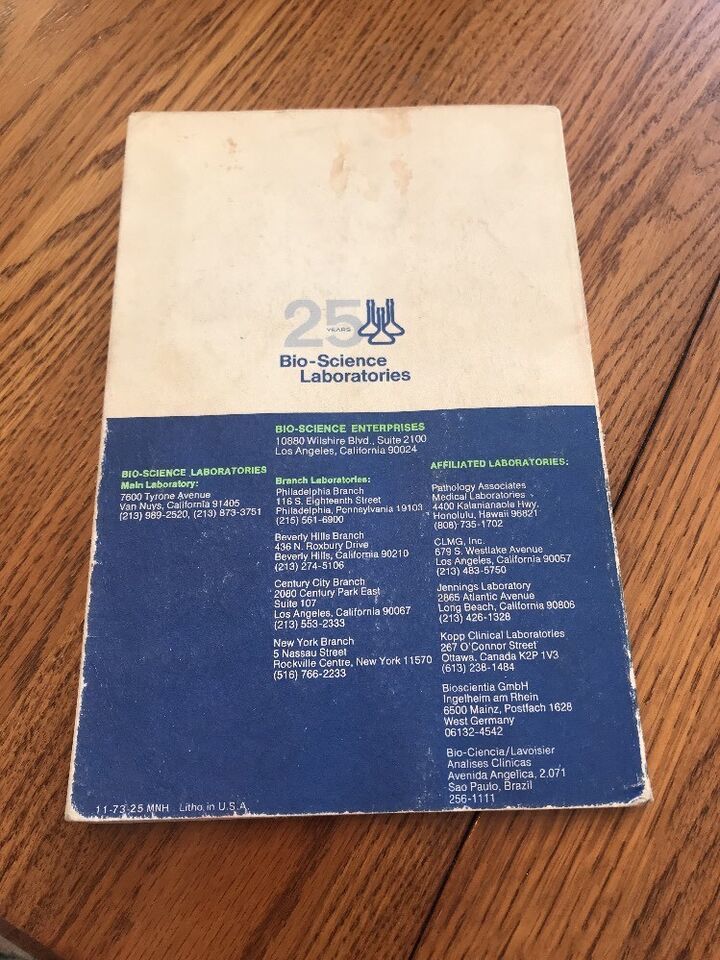 25
YEARS
Bio-Science
Laboratories
BIO-SCIENCE ENTERPRISES
10880 Wilshire Blvd., Suite 2100
Los Angeles, California 90024
BIO-SCIENCE LABORATORIES
Main Laboratory:
7600 Tyrone Avenue
Van Nuys, California 91405
(213) 989-2520, (213) 873-3751
Branch Laboratories:
Philadelphia Branch
116 S. Eighteenth Street
Philadelphia, Pennsylvania 19103
(215) 561-6900
Beverly Hills Branch
436 N. Roxbury Drive
Beverly Hills, California 90210
(213) 274-5106
Century City Branch
2080 Century Park East
Suite 107
Los Angeles, California 90067
(213) 553-2333
New York Branch
5 Nassau Street
Rockville Centre, New York 11570
(516) 766-2233
AFFILIATED LABORATORIES:
Pathology Associates
Medical Laboratories
4400 Kalanianaole Hwy.
Honolulu, Hawaii 96821
(808) 735-1702
CLMG, Inc.
679 S. Westlake Avenue
Los Angeles, California 90057
(213) 483-5750
Jennings Laboratory
2865 Atlantic Avenue
Long Beach, California 90806
(213) 426-1328
Kopp Clinical Laboratories
267 O'Connor Street
Ottawa, Canada K2P 1V3
(613) 238-1484
Bioscientia GmbH
Ingelheim am Rhein
6500 Mainz, Postfach 1628
West Germany
06132-4542
Bio-Ciencia/Lavoisier
Analises Clinicas
Avenida Angelica, 2.071
Sao Paulo, Brazil
256-1111
11-73-25 MNH Litho in U.S.A.